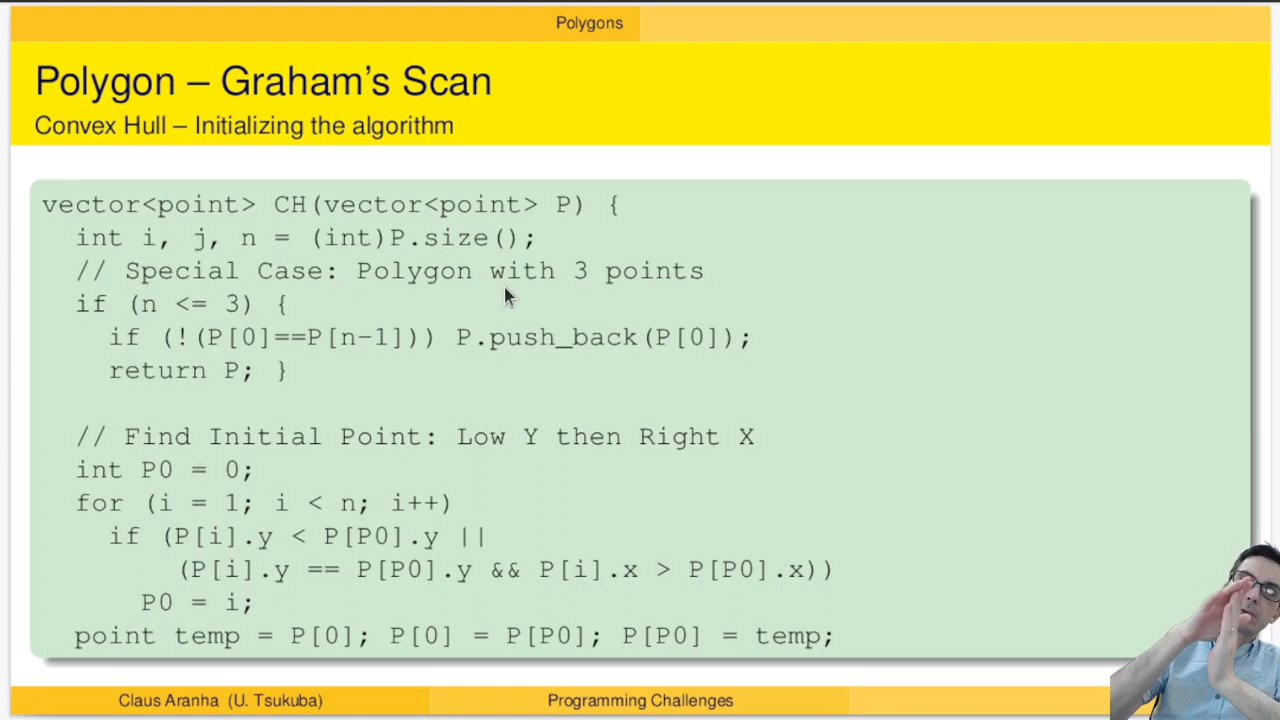 Polygons
Polygon – Graham's Scan
Convex Hull – Initializing the algorithm
vector<point> CH(vector<point> P) {
  int i, j, n = (int)P.size();
  // Special Case: Polygon with 3 points
  if (n <= 3) {
    if (!(P[0]==P[n-1])) P.push_back(P[0]);
    return P; }
  // Find Initial Point: Low Y then Right X
  int P0 = 0;
  for (i = 1; i < n; i++)
    if (P[i].y < P[P0].y ||
        (P[i].y == P[P0].y && P[i].x > P[P0].x))
      P0 = i;
  point temp = P[0]; P[0] = P[P0]; P[P0] = temp;
Claus Aranha (U. Tsukuba)
Programming Challenges